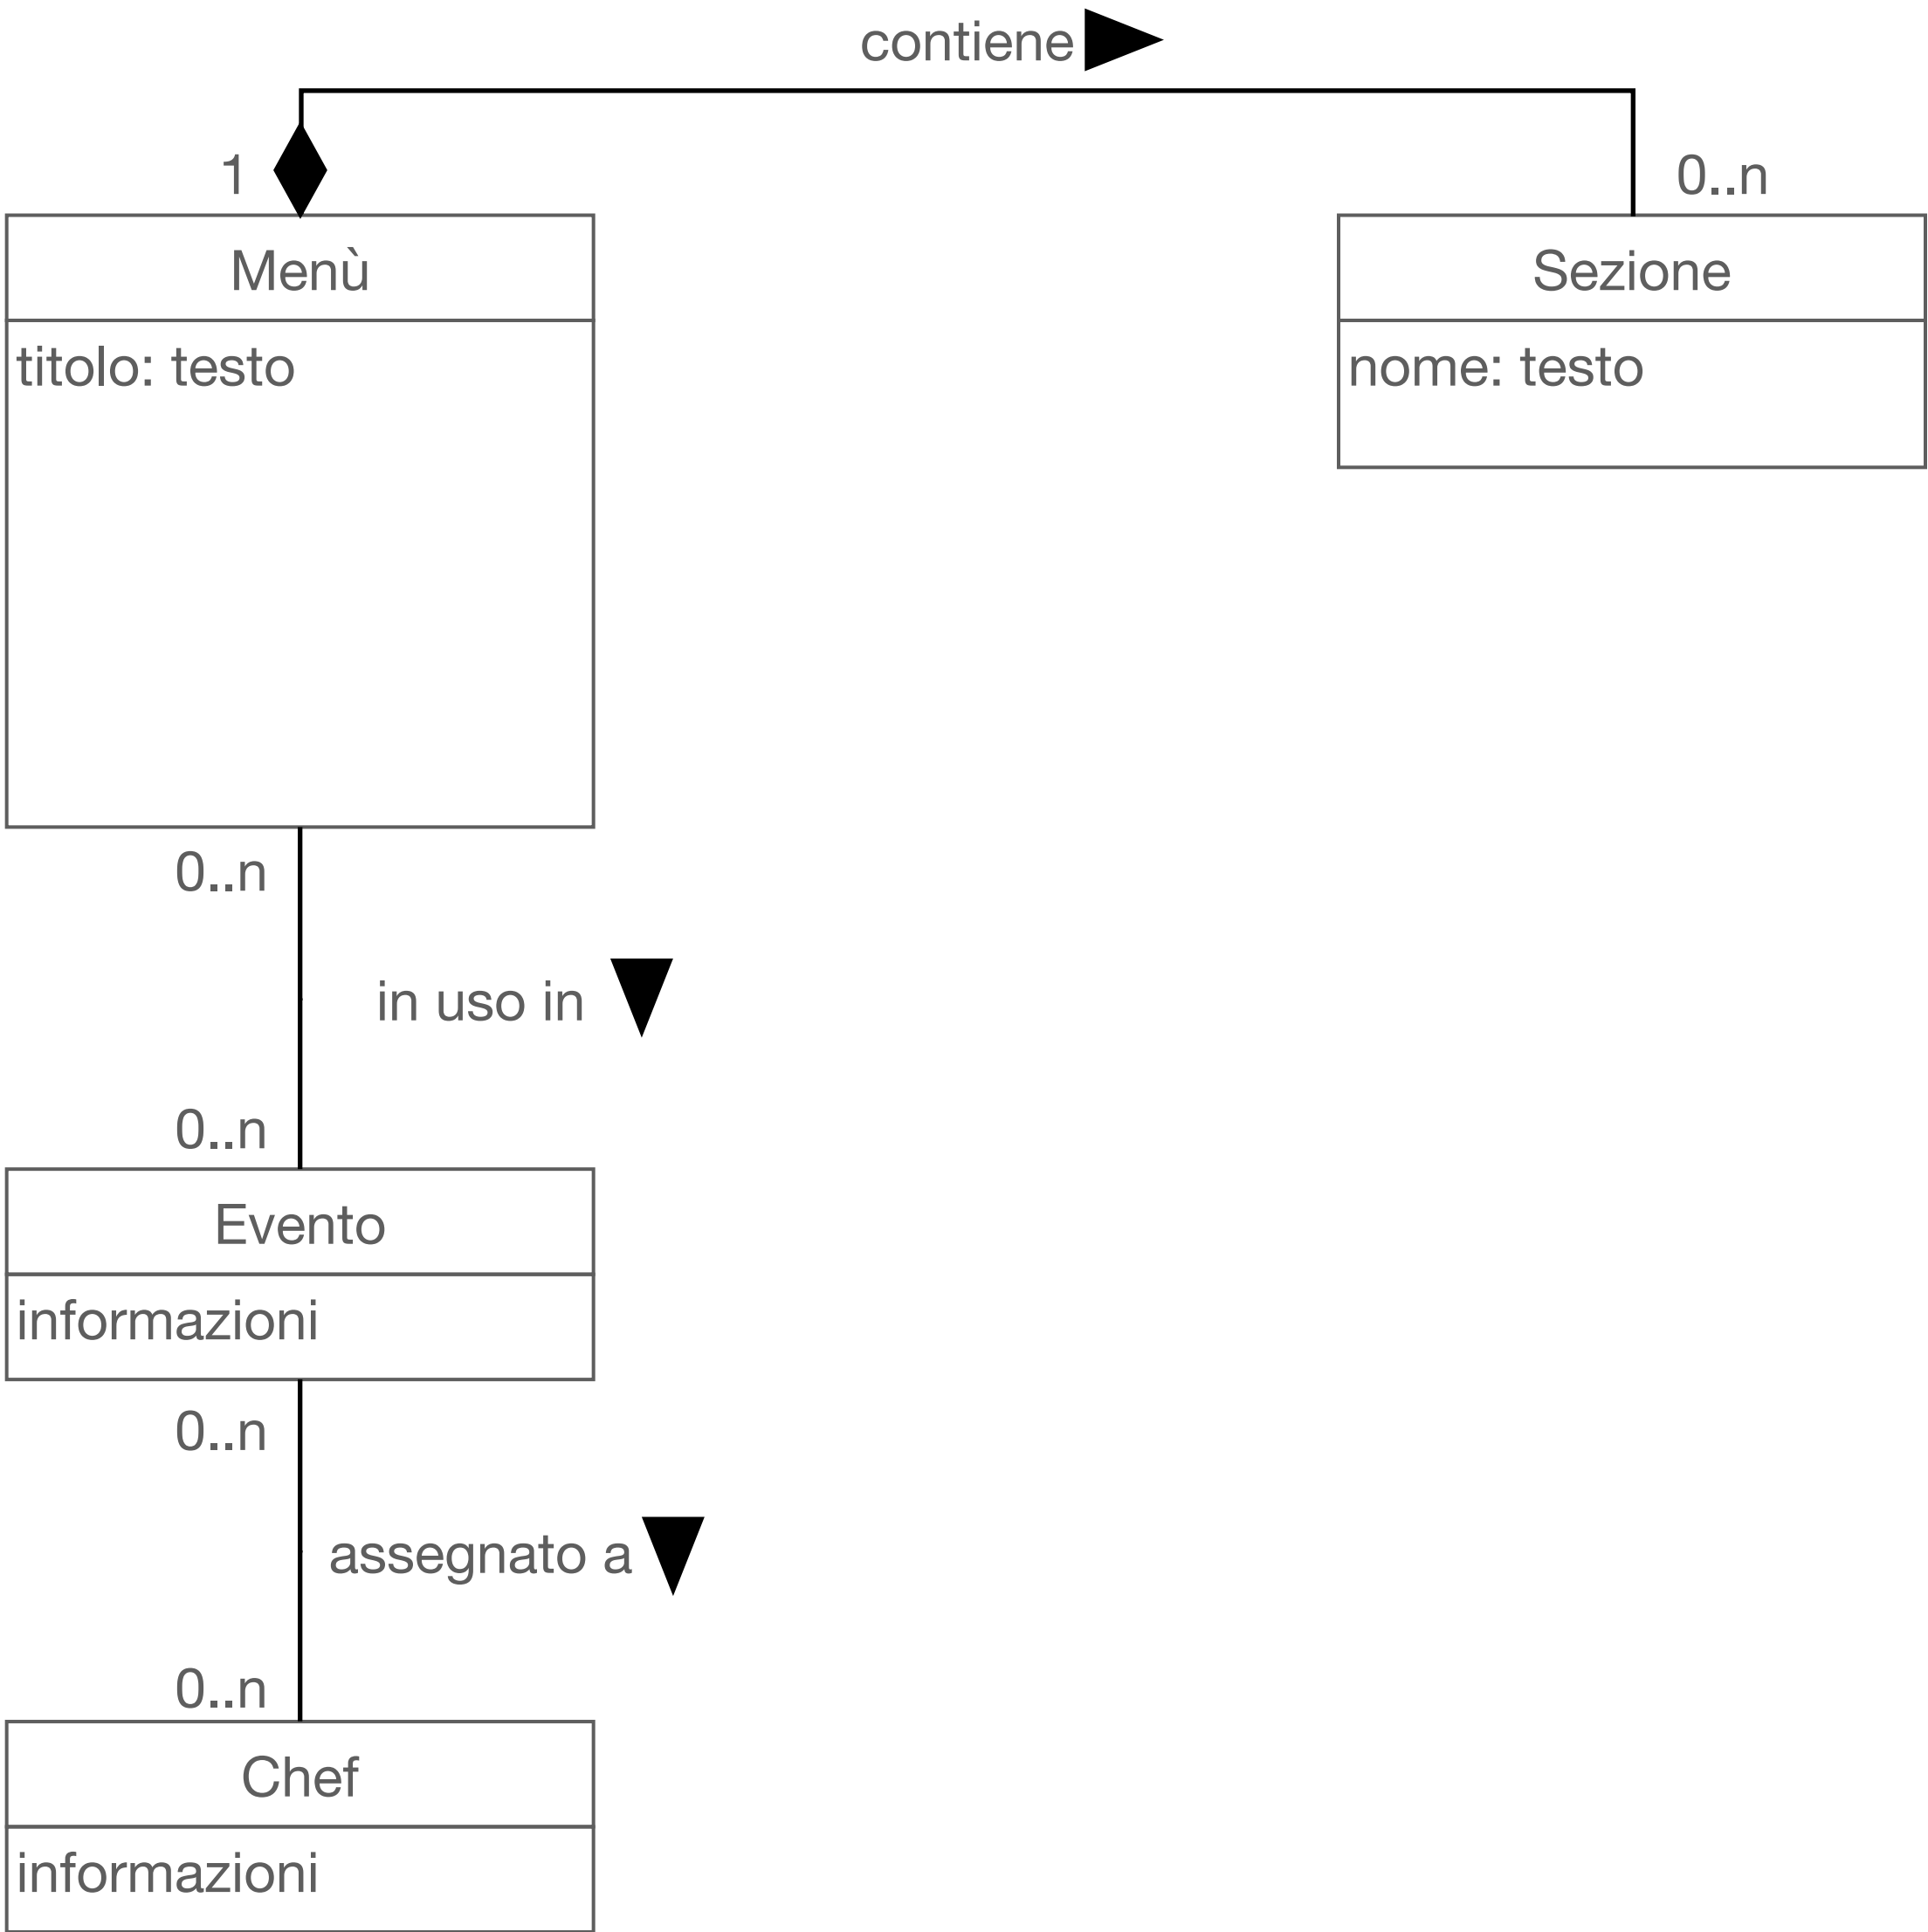 contiene
1
0..n
Menù
Sezione
titolo: testo
nome: testo
0..n
in uso in
0..n
Evento
informazioni
0..n
assegnato a
0..n
Chef
informazioni